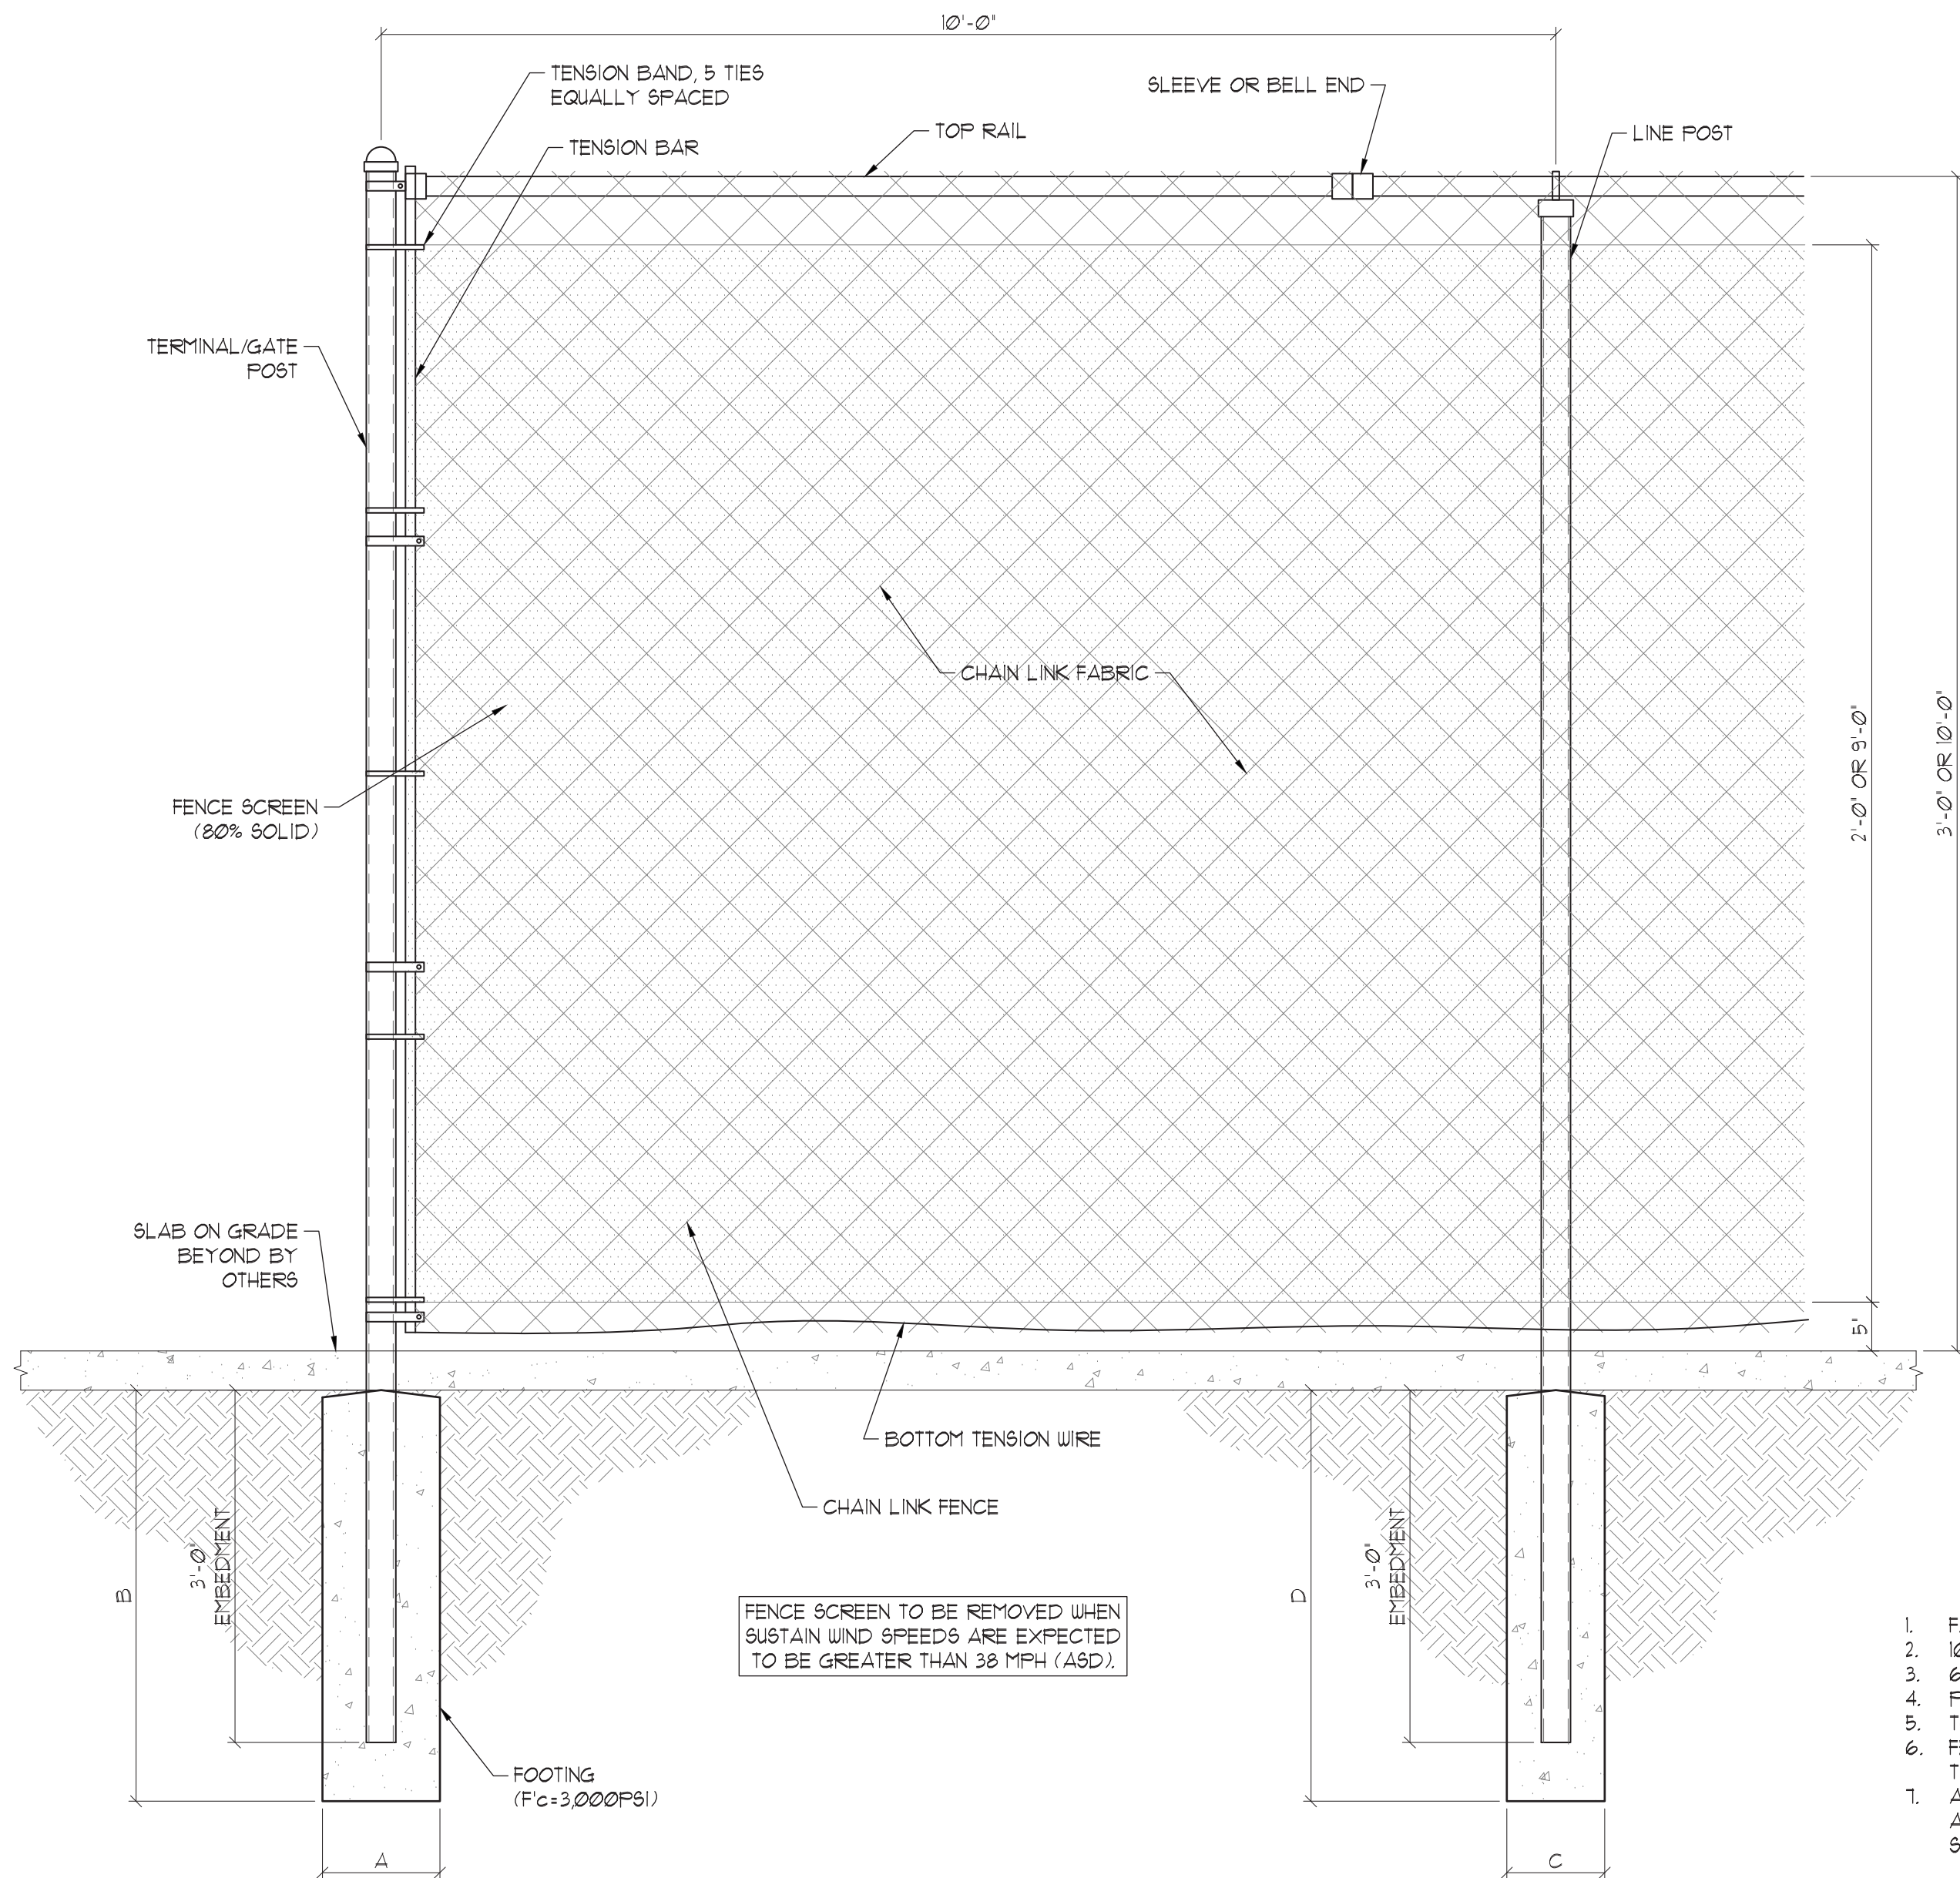 10'-0"
TENSION BAND, 5 TIES
EQUALLY SPACED
SLEEVE OR BELL END
TOP RAIL
LINE POST
TENSION BAR
TERMINAL/GATE
POST
CHAIN LINK FABRIC
2'-0" OR 9'-0"
3'-0" OR 10'-0"
FENCE SCREEN
(80% SOLID)
SLAB ON GRADE
BEYOND BY
OTHERS
5"
BOTTOM TENSION WIRE
CHAIN LINK FENCE
3'-0"
EMBEDMENT
B
3'-0"
EMBEDMENT
D
FENCE SCREEN TO BE REMOVED WHEN
SUSTAIN WIND SPEEDS ARE EXPECTED
TO BE GREATER THAN 38 MPH (ASD).
FOOTING
(F'c=3,000PSI)
A
C
1.
2.
3.
4.
5.
6.
7.